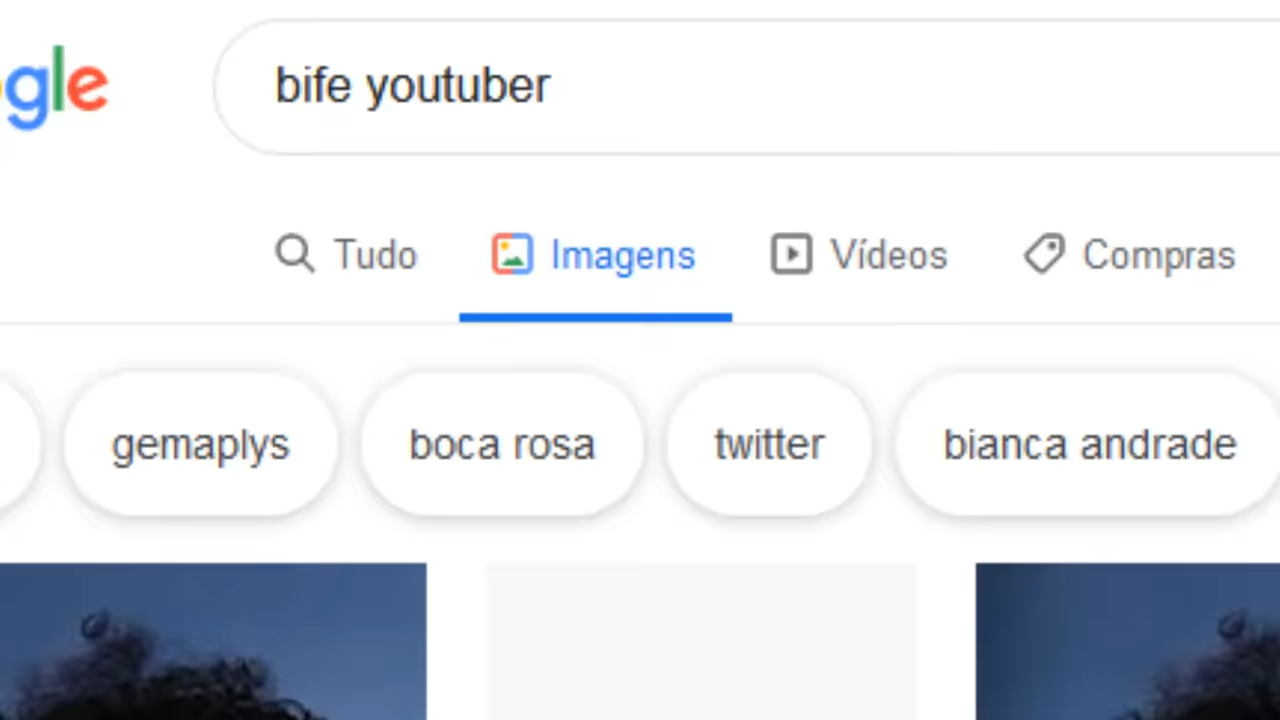 gle
bife youtuber
Tudo Imagens Vídeos Compras
gemaplys boca rosa twitter bianca andrade